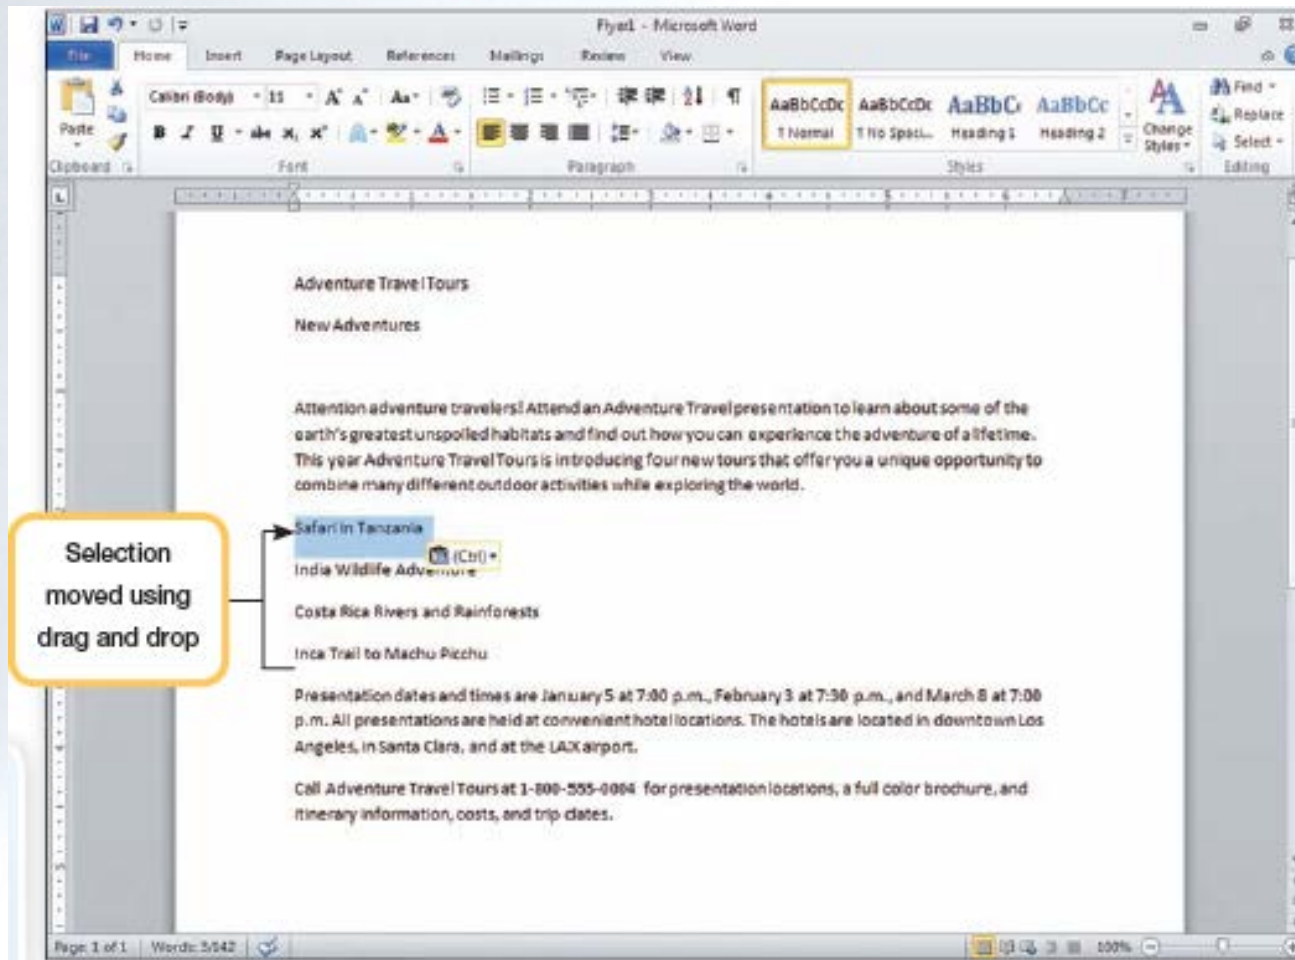 Flyer1 - Microsoft Word
File Home Insert Page Layout References Mailings Review View
Calibri (Body) 11
Paste
Clipboard
Font
Paragraph
AaBbCcDc AaBbCcDc AaBbC AaBbCc
¶ Normal ¶ No Spaci... Heading 1 Heading 2
Change
Styles
Styles
Find
Replace
Select
Editing
Adventure Travel Tours
New Adventures
Attention adventure travelers! Attend an Adventure Travel presentation to learn about some of the
earth's greatest unspoiled habitats and find out how you can experience the adventure of a lifetime.
This year Adventure Travel Tours is introducing four new tours that offer you a unique opportunity to
combine many different outdoor activities while exploring the world.
Safari in Tanzania
(Ctrl)
India Wildlife Adventure
Costa Rica Rivers and Rainforests
Inca Trail to Machu Picchu
Presentation dates and times are January 5 at 7:00 p.m., February 3 at 7:30 p.m., and March 8 at 7:00
p.m. All presentations are held at convenient hotel locations. The hotels are located in downtown Los
Angeles, in Santa Clara, and at the LAX airport.
Call Adventure Travel Tours at 1-800-555-0004 for presentation locations, a full color brochure, and
itinerary information, costs, and trip dates.
Selection
moved using
drag and drop
Page: 1 of 1 Words: 3/142 100%